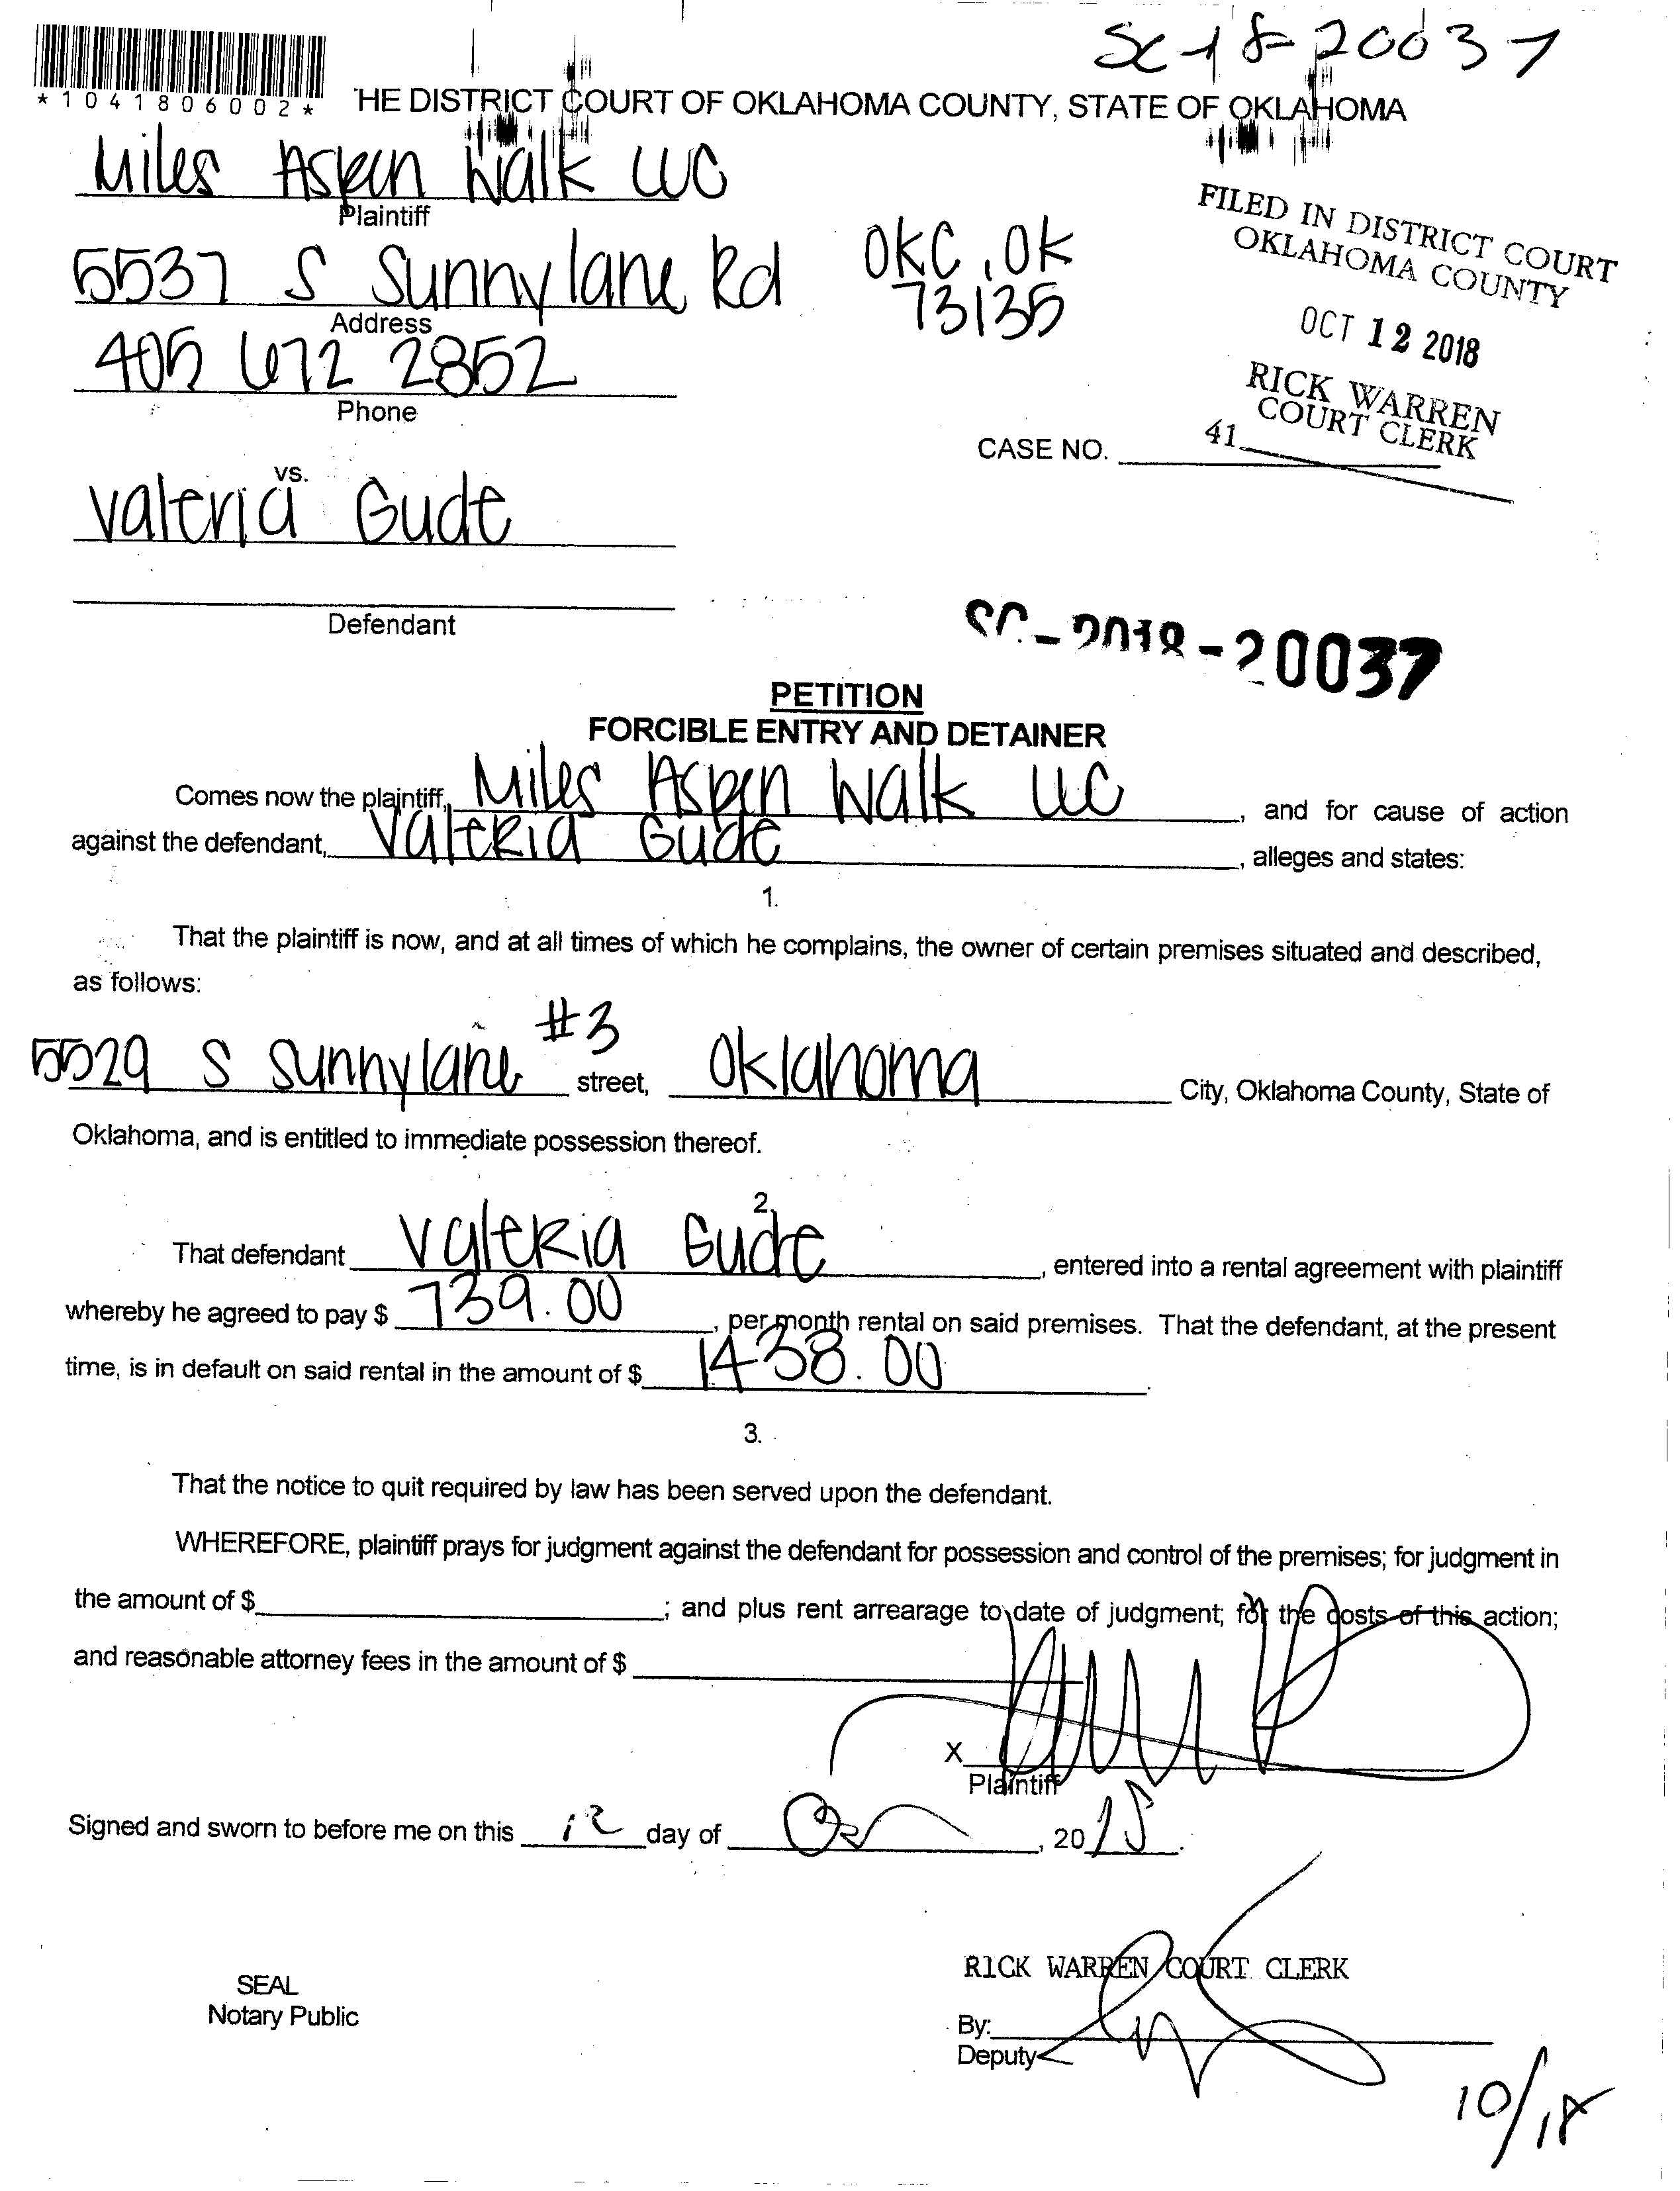 SC-18-20037
*1041806002*
'HE DISTRICT COURT OF OKLAHOMA COUNTY, STATE OF OKLAHOMA
Miles Aspen Walk LLC
Plaintiff
5537 S Sunnylane Rd OKC, OK
73135
Address
405 672 2852
Phone
FILED IN DISTRICT COURT
OKLAHOMA COUNTY
OCT 12 2018
RICK WARREN
COURT CLERK
41
CASE NO.
vs.
Valeria Gude
Defendant
SC-2018-20037
PETITION
FORCIBLE ENTRY AND DETAINER
Comes now the plaintiff, Miles Aspen Walk LLC, and for cause of action
against the defendant, Valeria Gude, alleges and states:
1.
That the plaintiff is now, and at all times of which he complains, the owner of certain premises situated and described,
as follows:
5529 S Sunnylane #3 street, Oklahoma City, Oklahoma County, State of
Oklahoma, and is entitled to immediate possession thereof.
2.
That defendant Valeria Gude, entered into a rental agreement with plaintiff
whereby he agreed to pay $ 739.00, per month rental on said premises. That the defendant, at the present
time, is in default on said rental in the amount of $ 1438.00.
3.
That the notice to quit required by law has been served upon the defendant.
WHEREFORE, plaintiff prays for judgment against the defendant for possession and control of the premises; for judgment in
the amount of $ ; and plus rent arrearage to date of judgment; for the costs of this action;
and reasonable attorney fees in the amount of $
X
Plaintiff
Signed and sworn to before me on this 12 day of , 2018.
RICK WARREN COURT CLERK
SEAL
Notary Public
By:
Deputy
10/18